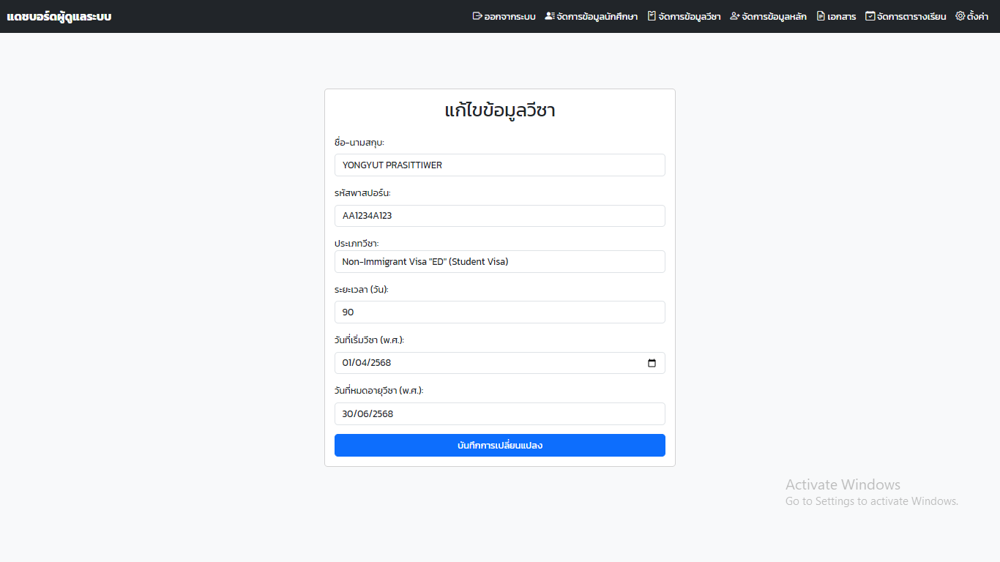 แดชบอร์ดผู้ดูแลระบบ ออกจากระบบ จัดการข้อมูลนักศึกษา จัดการข้อมูลวีซา จัดการข้อมูลหลัก เอกสาร จัดการตารางเรียน ตั้งค่า
แก้ไขข้อมูลวีซา
ชื่อ-นามสกุบ:
YONGYUT PRASITTIWER
รหัสพาสปอร์น:
AA1234A123
ประเภทวีซา:
Non-Immigrant Visa "ED" (Student Visa)
ระยะเวลา (วัน):
90
วันที่เริ่มวีซา (พ.ศ.):
01/04/2568
วันที่หมดอายุวีซา (พ.ศ.):
30/06/2568
บันทึกการเปลี่ยนแปลง
Activate Windows
Go to Settings to activate Windows.